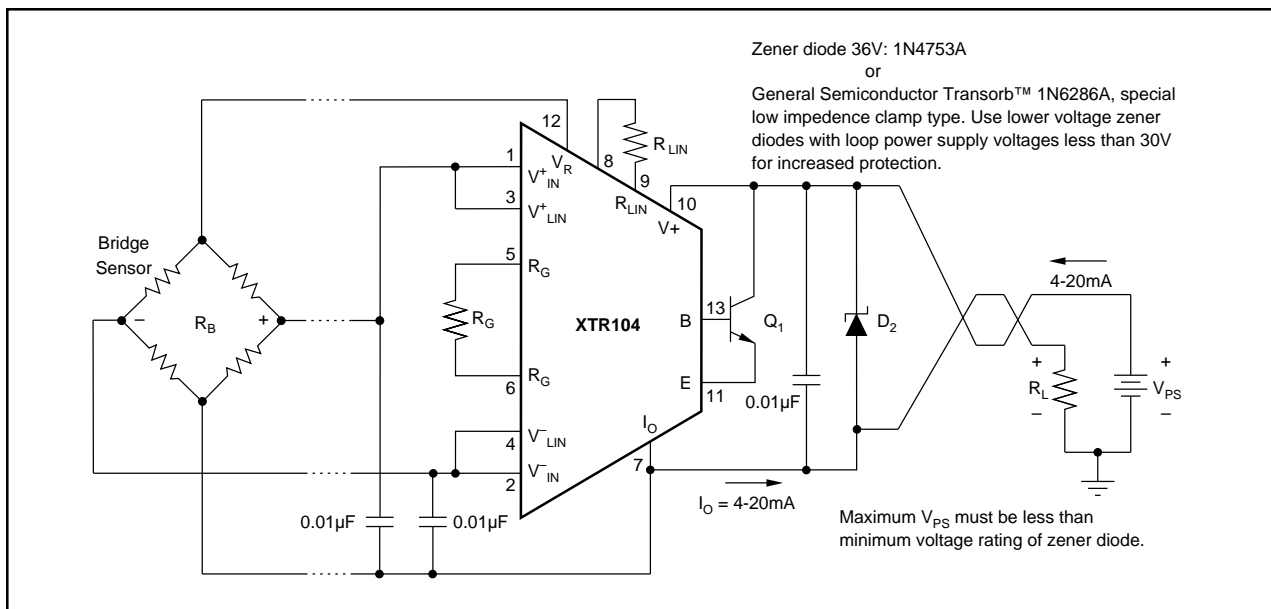 Zener diode 36V: 1N4753A
or
General Semiconductor Transorb™ 1N6286A, special
low impedence clamp type. Use lower voltage zener
diodes with loop power supply voltages less than 30V
for increased protection.
12
V_R
8
R_LIN
9
R_LIN
10
V+
1
V⁺_IN
3
V⁺_LIN
Bridge
Sensor
R_B
–
+
5
R_G
R_G
R_G
6
XTR104
B
13
Q₁
E
11
0.01µF
D₂
4-20mA
+
R_L
–
+
V_PS
–
I_O
7
V⁻_LIN
4
V⁻_IN
2
0.01µF
0.01µF
I_O = 4-20mA
Maximum V_PS must be less than
minimum voltage rating of zener diode.